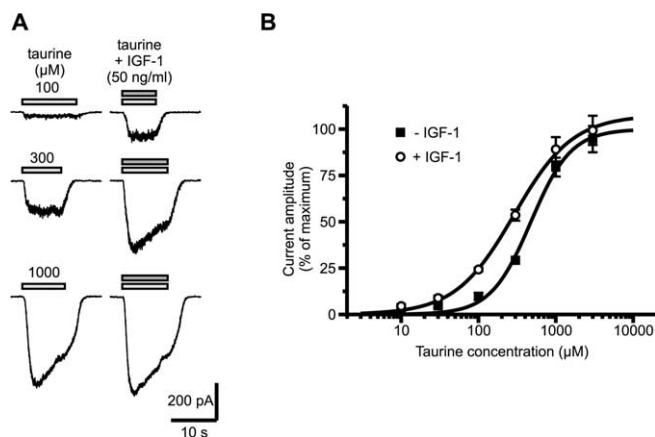 A
taurine
(µM)
taurine
+ IGF-1
(50 ng/ml)
100
300
1000
200 pA
10 s
B
Current amplitude
(% of maximum)
100
75
50
25
0
- IGF-1
+ IGF-1
10
100
1000
10000
Taurine concentration (µM)